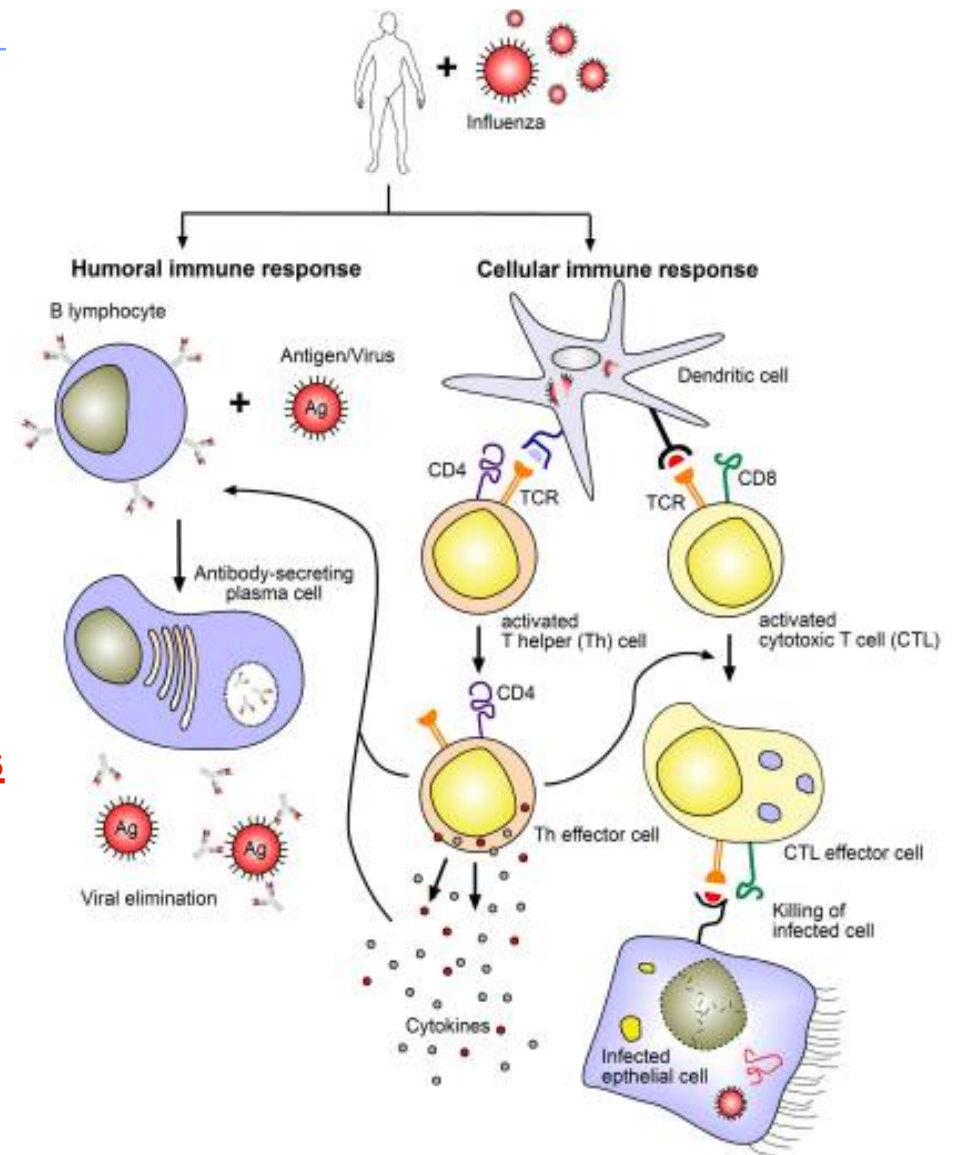 +
Influenza
Humoral immune response
Cellular immune response
B lymphocyte
Antigen/Virus
+
Ag
Dendritic cell
CD4
TCR
TCR
CD8
Antibody-secreting
plasma cell
activated
T helper (Th) cell
activated
cytotoxic T cell (CTL)
CD4
s
Ag
Ag
Th effector cell
CTL effector cell
Viral elimination
Killing of
infected cell
Cytokines
Infected
epthelial cell